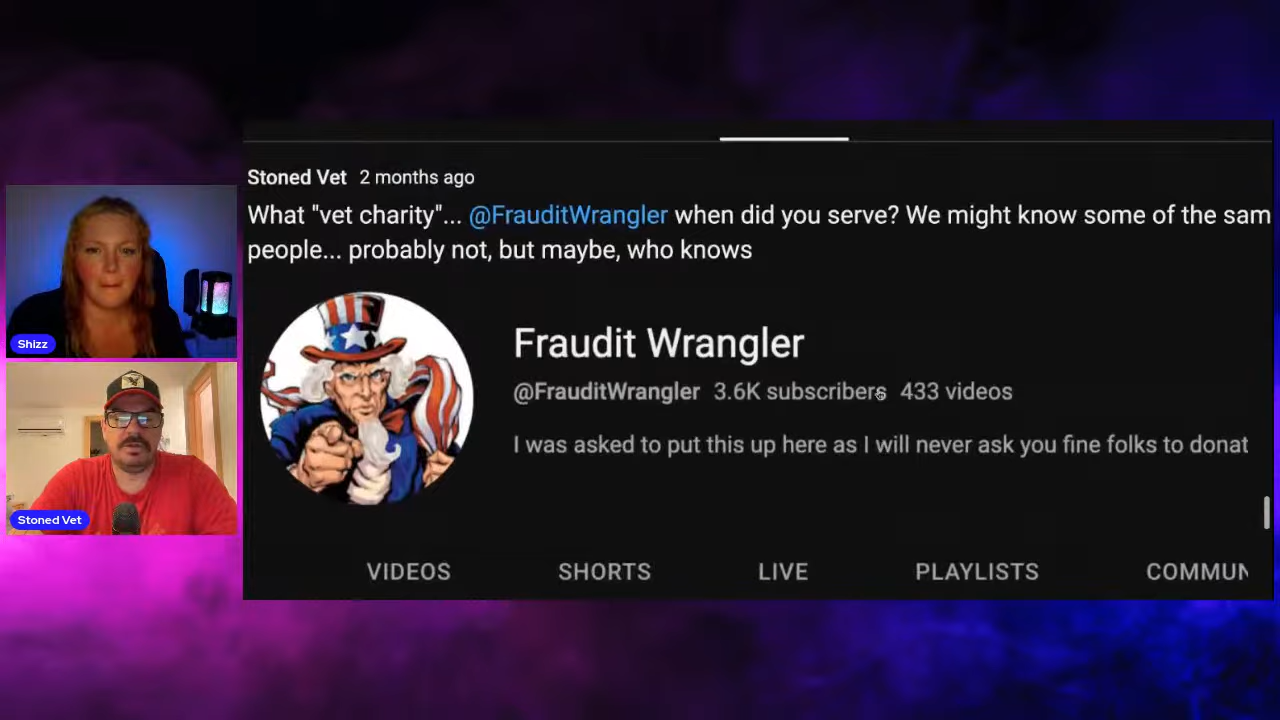 Stoned Vet 2 months ago
What "vet charity"... @FrauditWrangler when did you serve? We might know some of the sam
people... probably not, but maybe, who knows
Fraudit Wrangler
@FrauditWrangler 3.6K subscribers 433 videos
I was asked to put this up here as I will never ask you fine folks to donat
VIDEOS SHORTS LIVE PLAYLISTS COMMUN
Shizz
Stoned Vet